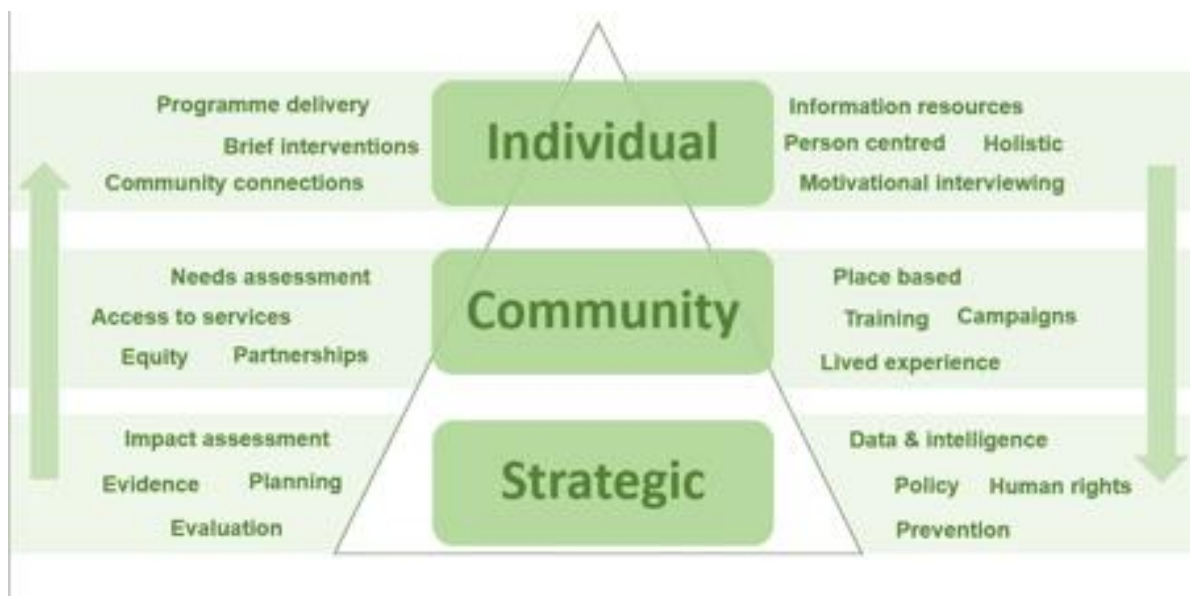 Programme delivery
Brief interventions
Community connections
Individual
Information resources
Person centred Holistic
Motivational interviewing
Needs assessment
Access to services
Equity Partnerships
Community
Place based
Training Campaigns
Lived experience
Impact assessment
Evidence Planning
Evaluation
Strategic
Data & intelligence
Policy Human rights
Prevention